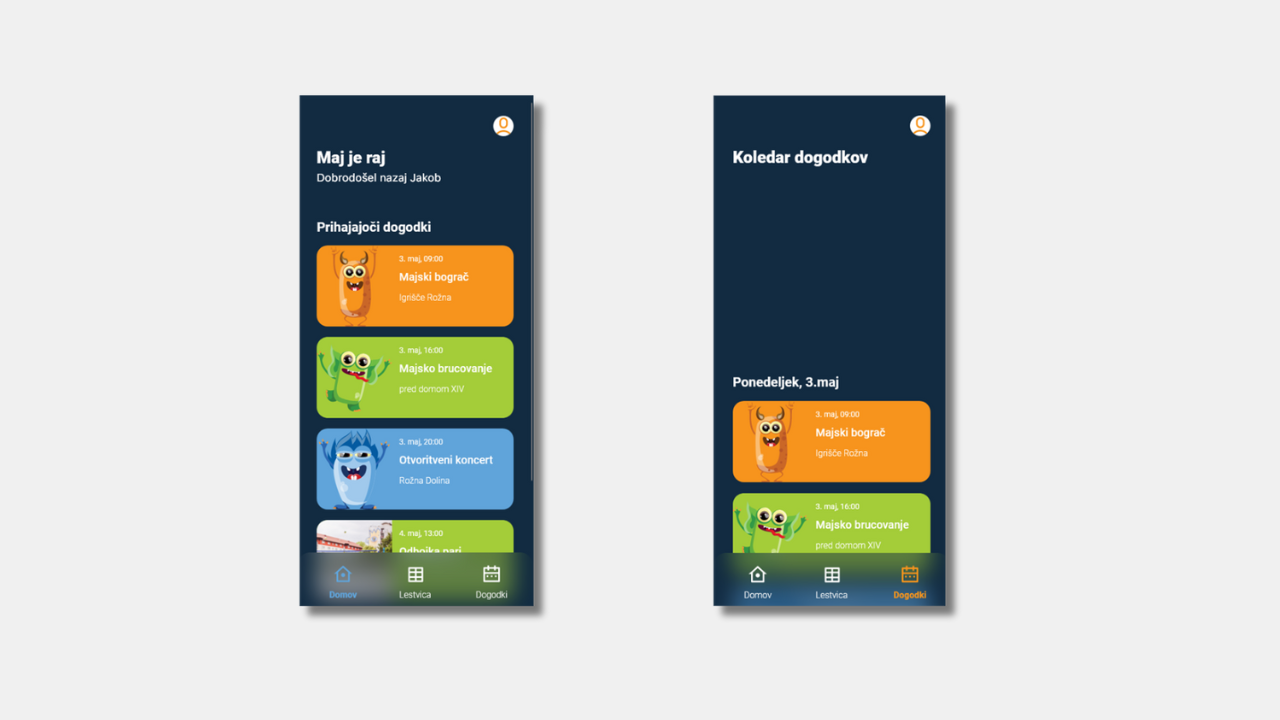 Maj je raj
Dobrodošel nazaj Jakob
Prihajajoči dogodki
3. maj, 09:00
Majski bograč
Igrišče Rožna
3. maj, 16:00
Majsko brucovanje
pred domom XIV
3. maj, 20:00
Otvoritveni koncert
Rožna Dolina
4. maj, 13:00
Odbojka pari
Domov
Lestvica
Dogodki
Koledar dogodkov
Ponedeljek, 3.maj
3. maj, 09:00
Majski bograč
Igrišče Rožna
3. maj, 16:00
Majsko brucovanje
pred domom XIV
Domov
Lestvica
Dogodki